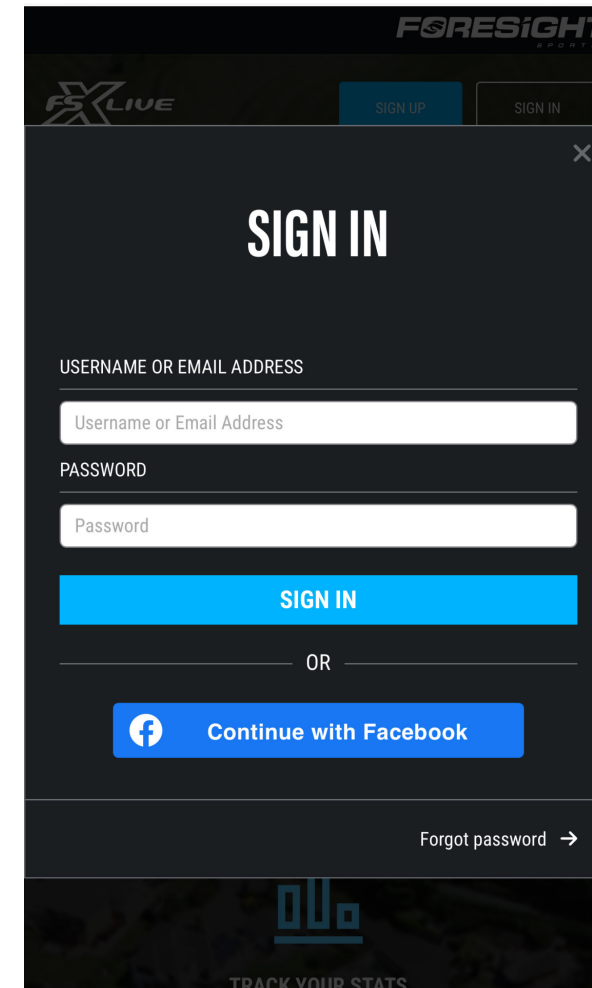 FORESiGHT
SPORT
FSX LIVE
SIGN UP
SIGN IN
SIGN IN
USERNAME OR EMAIL ADDRESS
Username or Email Address
PASSWORD
Password
SIGN IN
OR
Continue with Facebook
Forgot password
TRACK YOUR STATS